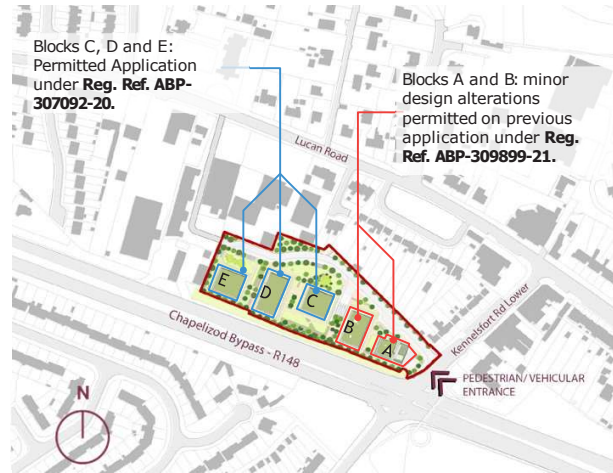 Blocks C, D and E:
Permitted Application
under Reg. Ref. ABP-
307092-20.
Blocks A and B: minor
design alterations
permitted on previous
application under Reg.
Ref. ABP-309899-21.
Lucan Road
E
D
C
B
A
Chapelizod Bypass - R148
Kennelsfort Rd Lower
PEDESTRIAN/ VEHICULAR
ENTRANCE
N